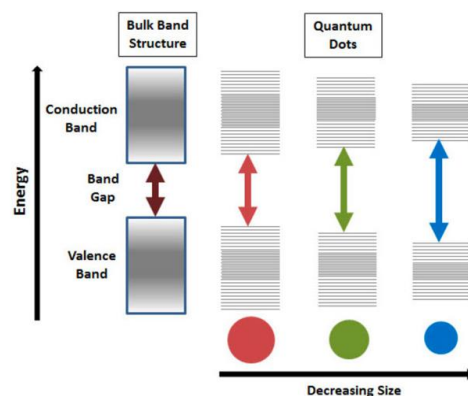 Bulk Band
Structure
Quantum
Dots
Conduction
Band
Band
Gap
Valence
Band
Energy
Decreasing Size